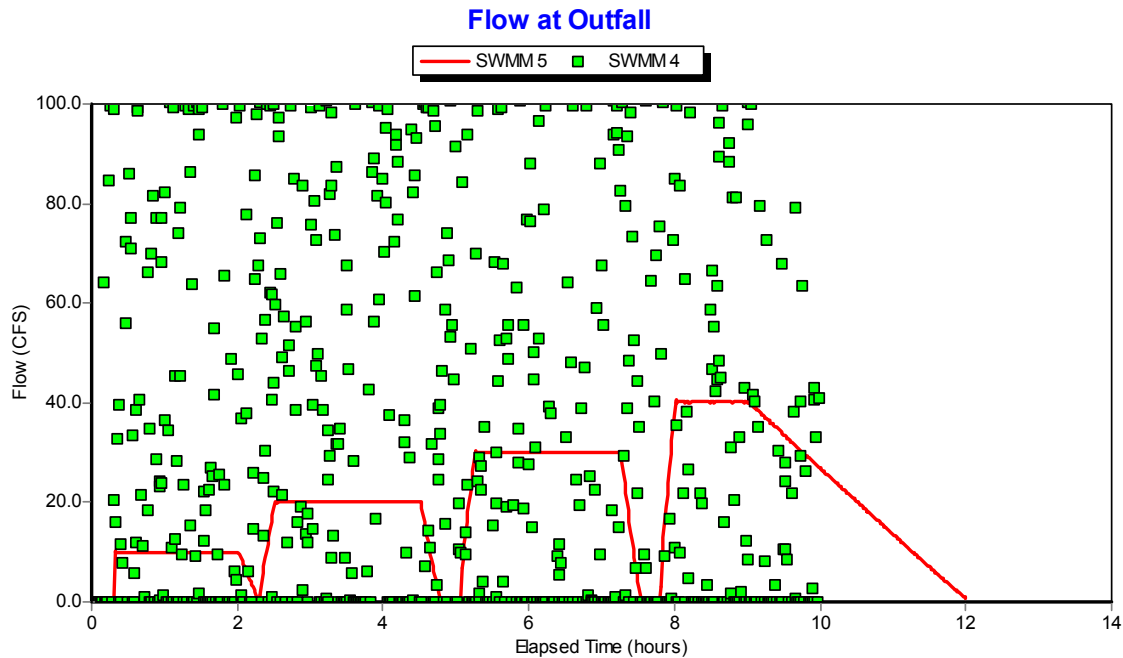 Flow at Outfall
SWMM 5 SWMM 4
100.0
80.0
60.0
40.0
20.0
0.0
Flow (CFS)
0 2 4 6 8 10 12 14
Elapsed Time (hours)